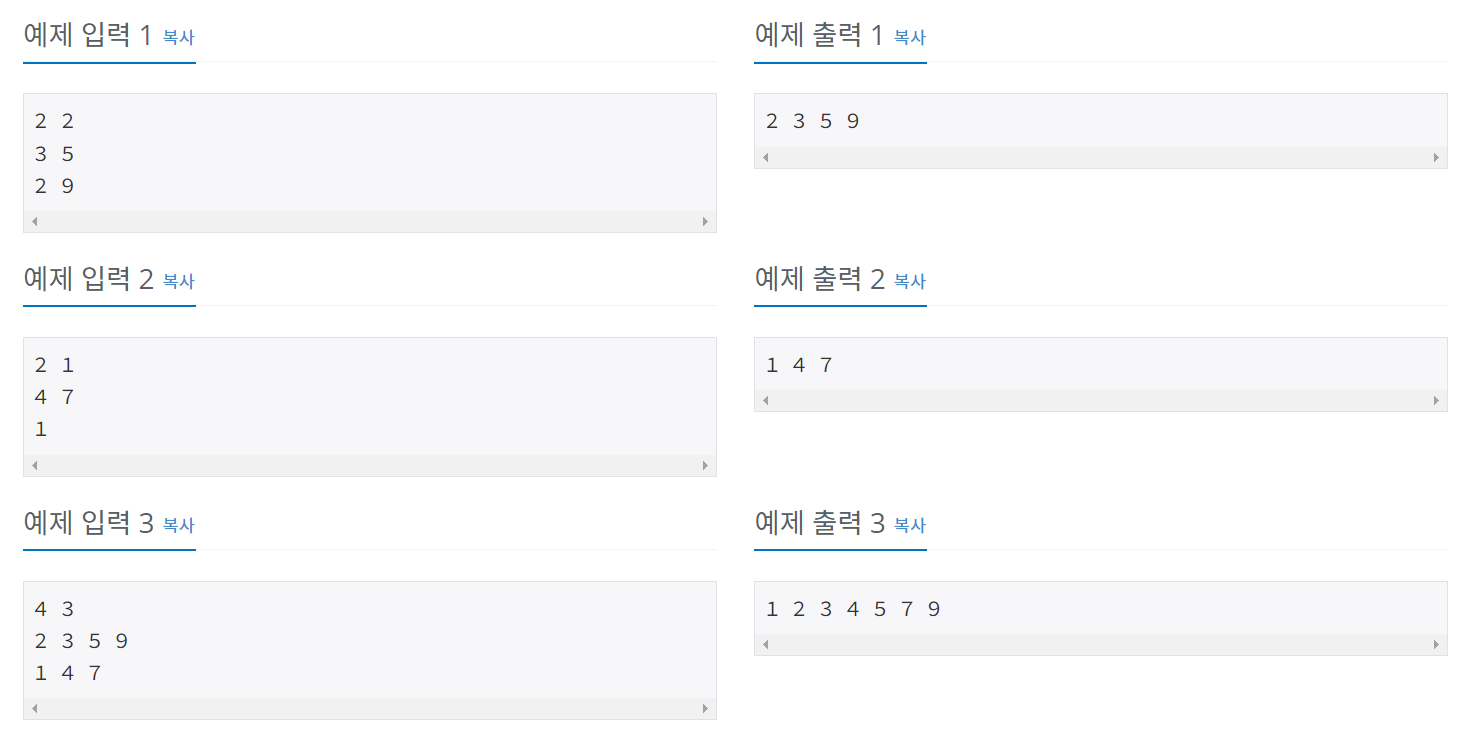 예제 입력 1 복사
2 2
3 5
2 9
예제 출력 1 복사
2 3 5 9
예제 입력 2 복사
2 1
4 7
1
예제 출력 2 복사
1 4 7
예제 입력 3 복사
4 3
2 3 5 9
1 4 7
예제 출력 3 복사
1 2 3 4 5 7 9